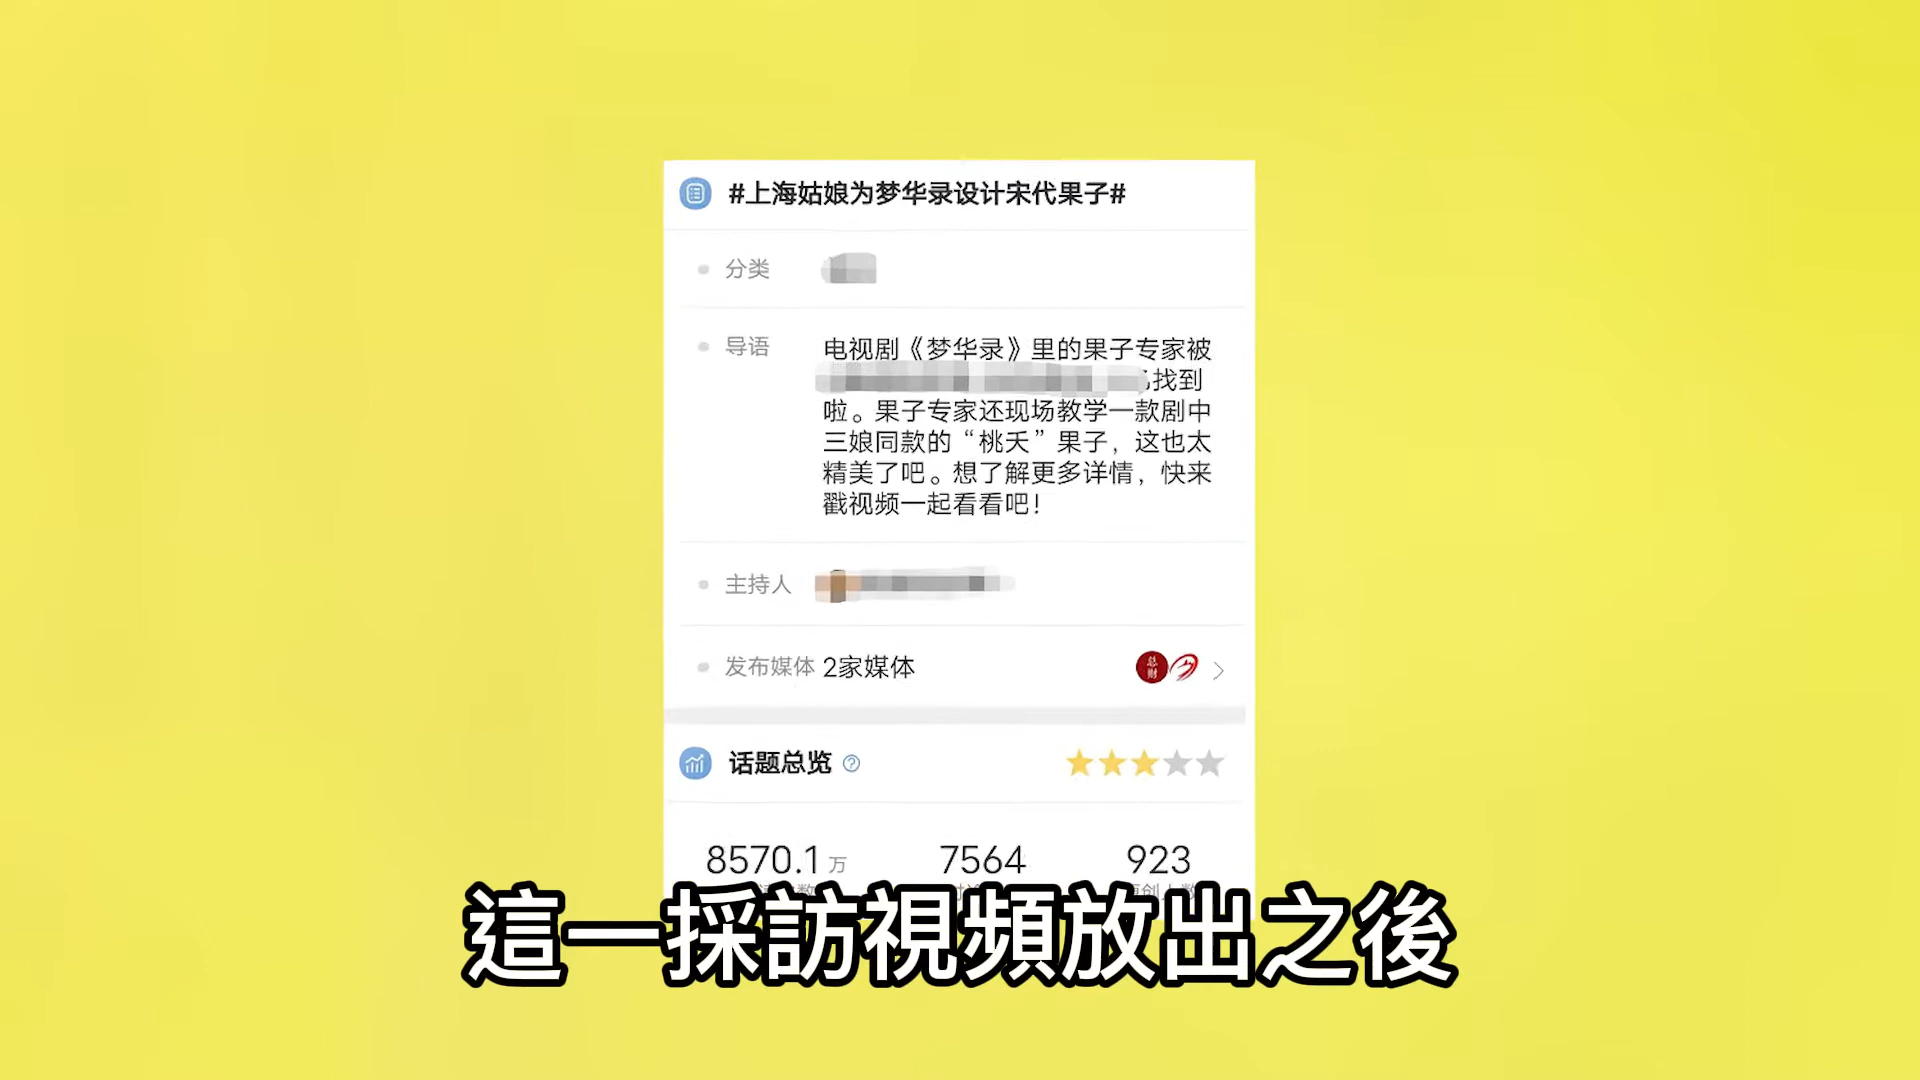 #上海姑娘为梦华录设计宋代果子#
分类
导语
电视剧《梦华录》里的果子专家被
找到
啦。果子专家还现场教学一款剧中
三娘同款的“桃夭”果子，这也太
精美了吧。想了解更多详情，快来
戳视频一起看看吧！
主持人
发布媒体 2家媒体
总
财
话题总览 ?
8570.1万 7564 923
這一採訪視頻放出之後